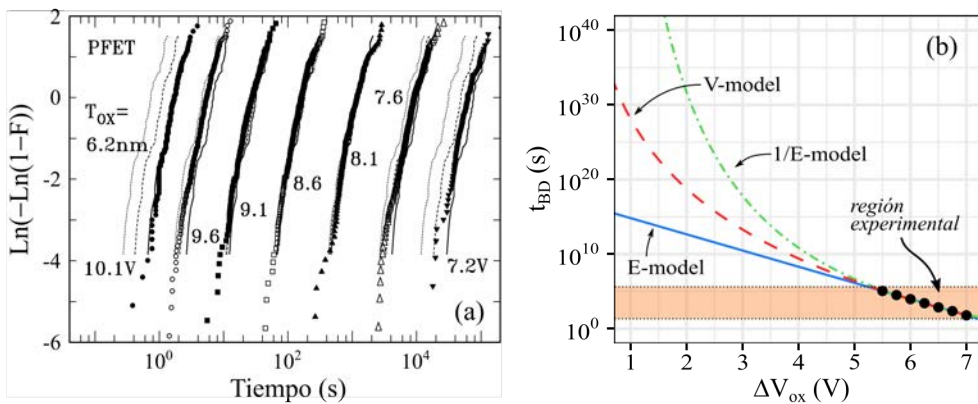 (a)
PFET
T_OX=
6.2nm
10.1V
9.6
9.1
8.6
8.1
7.6
7.2V
Ln(−Ln(1−F))
2
0
-2
-4
-6
10^0
10^2
10^4
Tiempo (s)
(b)
V-model
1/E-model
E-model
región
experimental
t_BD (s)
10^40
10^30
10^20
10^10
10^0
1 2 3 4 5 6 7
ΔV_ox (V)